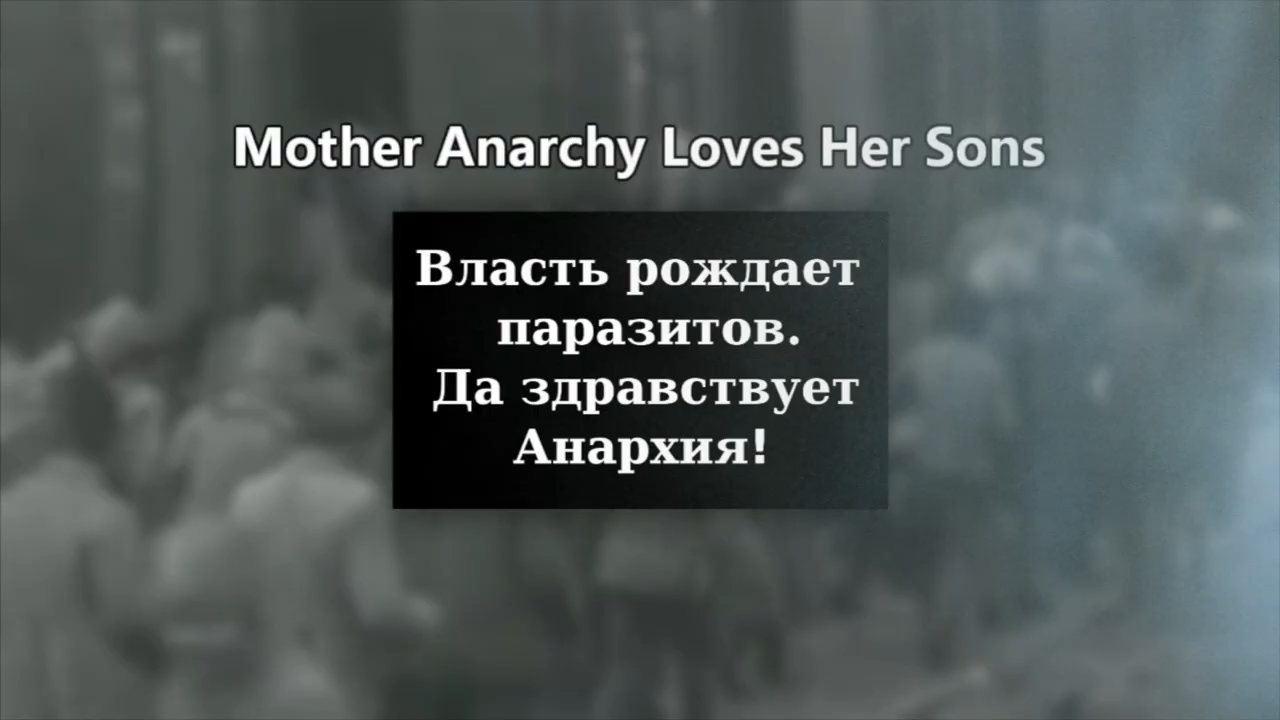 Mother Anarchy Loves Her Sons
Власть рождает
паразитов.
Да здравствует
Анархия!